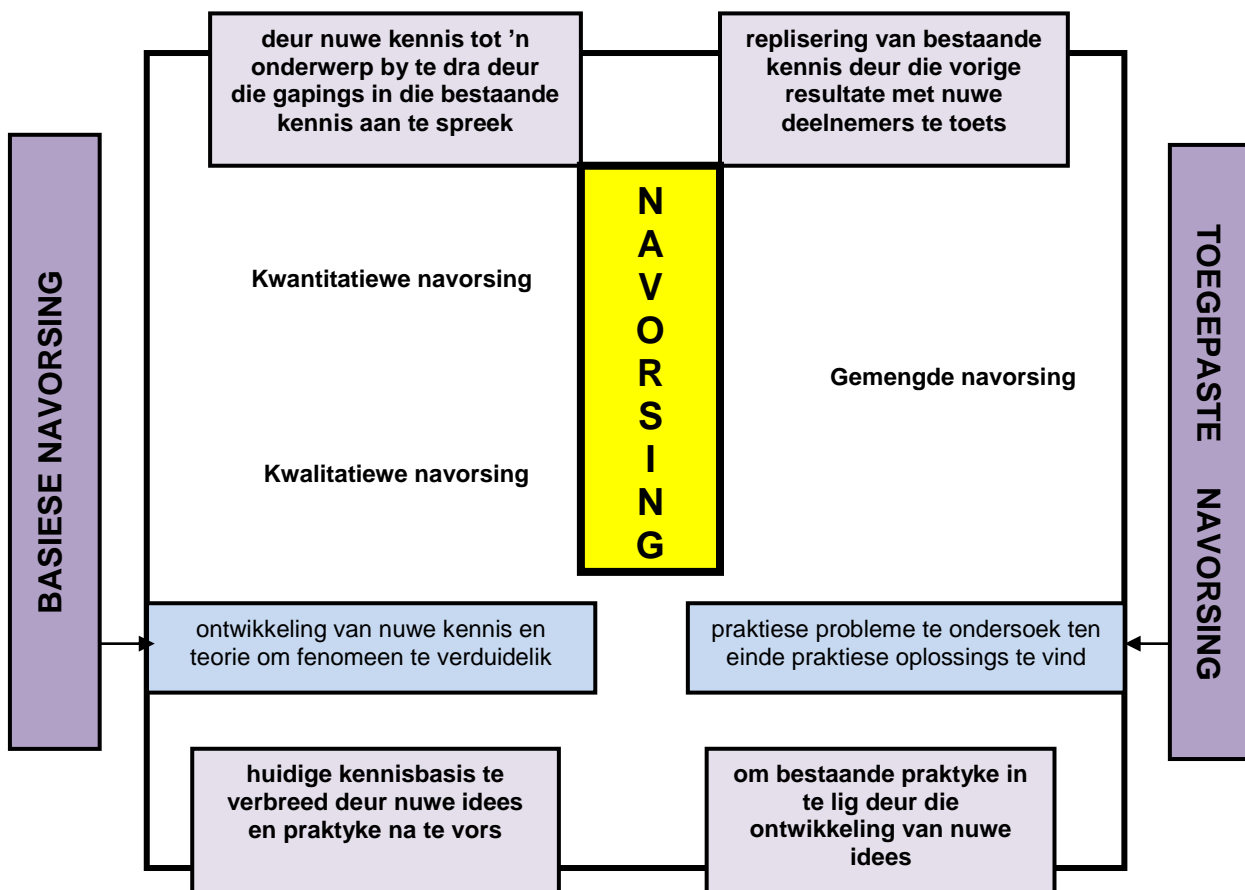 deur nuwe kennis tot ’n
onderwerp by te dra deur
die gapings in die bestaande
kennis aan te spreek
replisering van bestaande
kennis deur die vorige
resultate met nuwe
deelnemers te toets
BASIESE NAVORSING
NAVORSING
TOEGEPASTE NAVORSING
Kwantitatiewe navorsing
Gemengde navorsing
Kwalitatiewe navorsing
ontwikkeling van nuwe kennis en
teorie om fenomeen te verduidelik
praktiese probleme te ondersoek ten
einde praktiese oplossings te vind
huidige kennisbasis te
verbreed deur nuwe idees
en praktyke na te vors
om bestaande praktyke in
te lig deur die
ontwikkeling van nuwe
idees